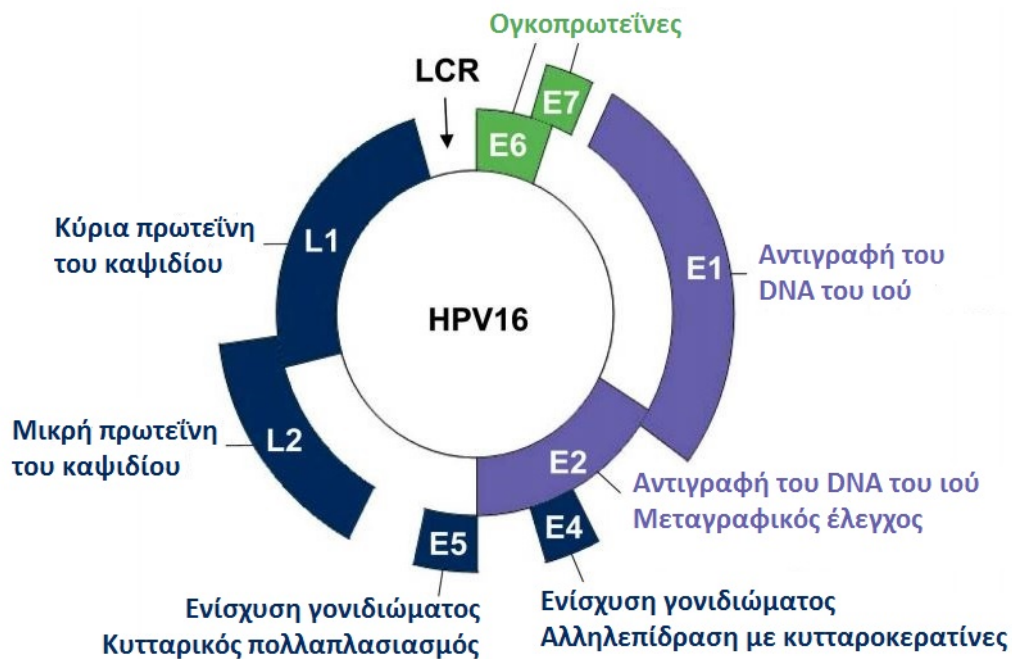 Ογκοπρωτεΐνες
LCR
E7
E6
Κύρια πρωτεΐνη
του καψιδίου
L1
E1
Αντιγραφή του
DNA του ιού
HPV16
Μικρή πρωτεΐνη
του καψιδίου
L2
E2
Αντιγραφή του DNA του ιού
Μεταγραφικός έλεγχος
E5
E4
Ενίσχυση γονιδιώματος
Κυτταρικός πολλαπλασιασμός
Ενίσχυση γονιδιώματος
Αλληλεπίδραση με κυτταροκερατίνες